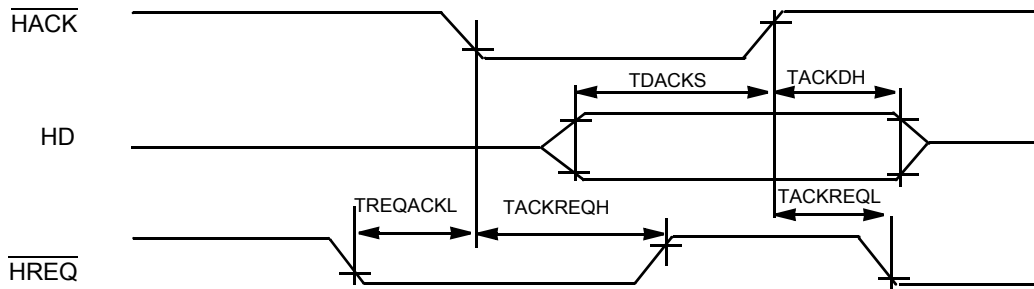 HACK
TDACKS
TACKDH
HD
TREQACKL
TACKREQH
TACKREQL
HREQ